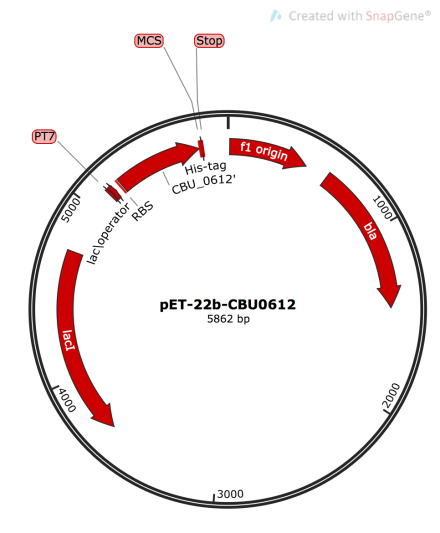 Created with SnapGene®
MCS
Stop
PT7
f1 origin
His-tag
CBU_0612'
RBS
lac\operator
5000
1000
bla
pET-22b-CBU0612
5862 bp
lacI
4000
2000
3000